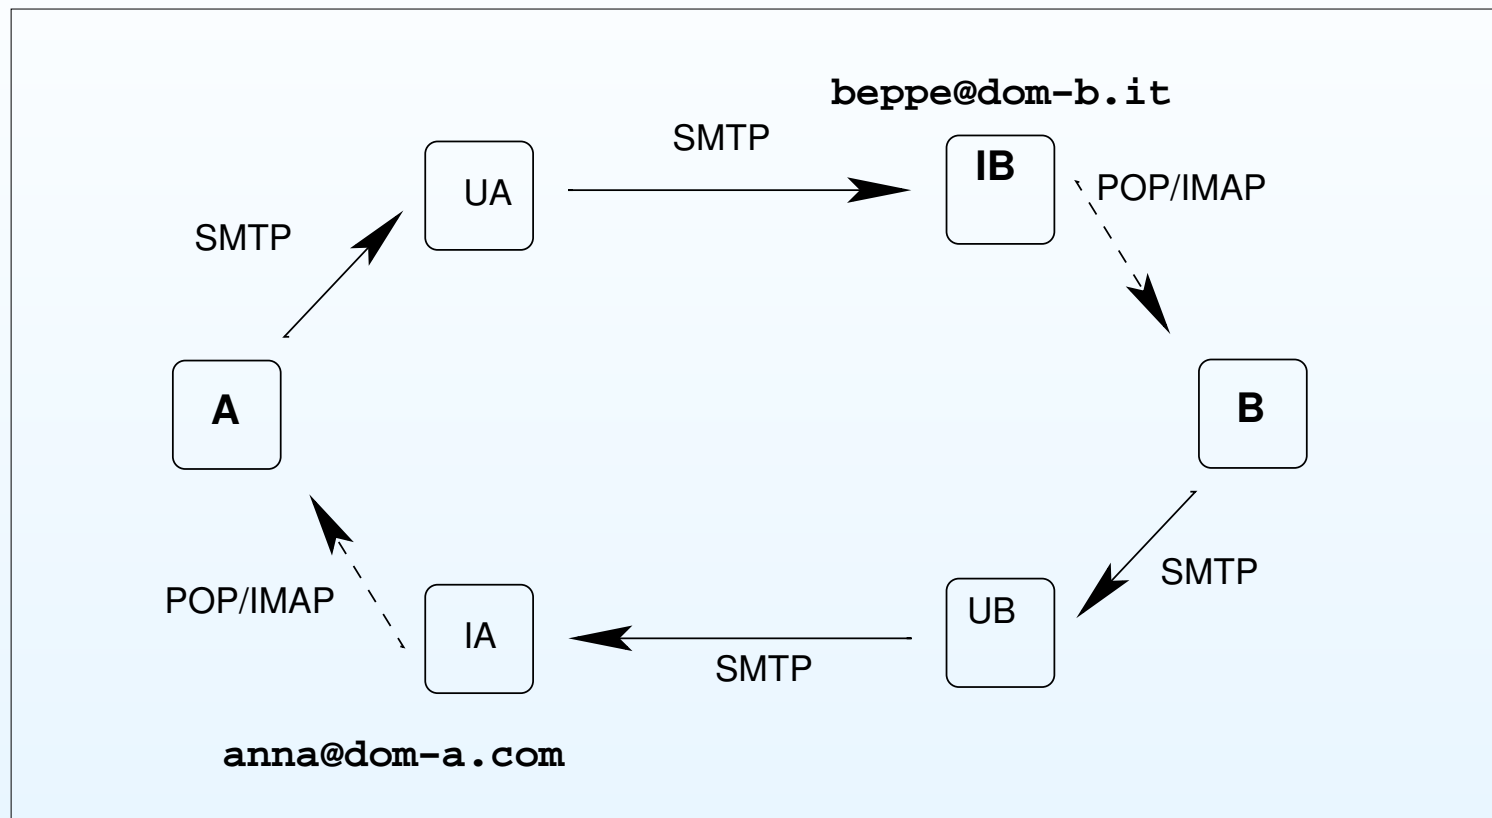 beppe@dom-b.it
SMTP
UA
IB
POP/IMAP
SMTP
A
B
SMTP
POP/IMAP
UB
IA
SMTP
anna@dom-a.com